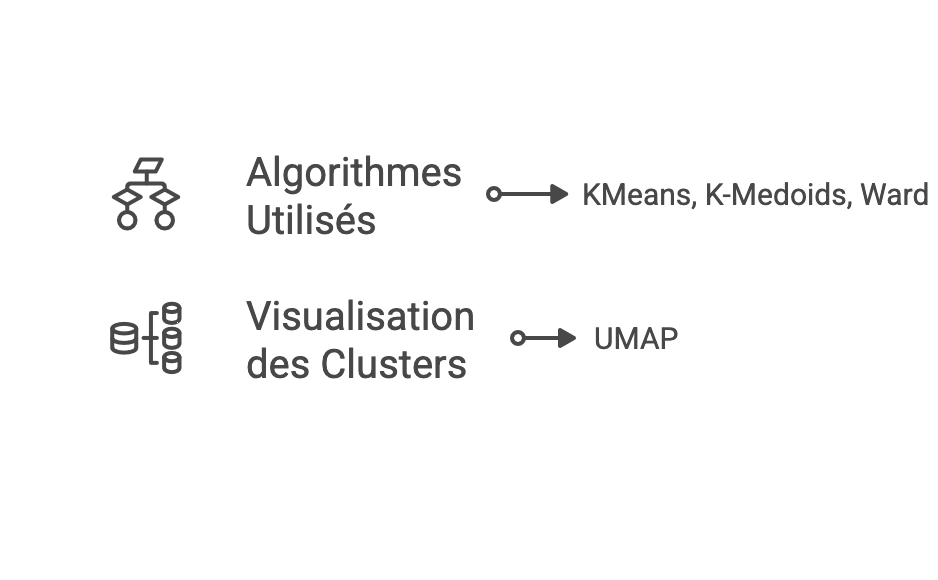 Algorithmes
Utilisés
KMeans, K-Medoids, Ward
Visualisation
des Clusters
UMAP